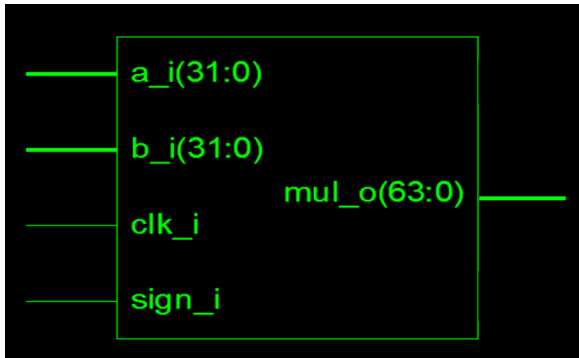 a_i(31:0)
b_i(31:0)
mul_o(63:0)
clk_i
sign_i